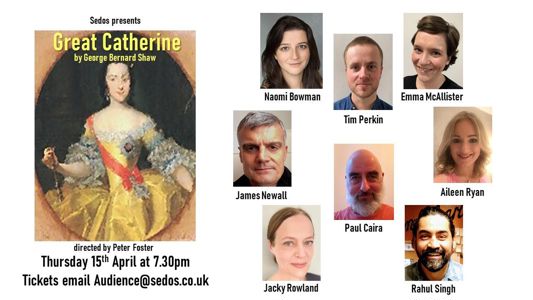 Sedos presents
Great Catherine
by George Bernard Shaw
directed by Peter Foster
Thursday 15th April at 7.30pm
Tickets email Audience@sedos.co.uk
Naomi Bowman
Tim Perkin
Emma McAllister
James Newall
Paul Caira
Aileen Ryan
Jacky Rowland
Rahul Singh